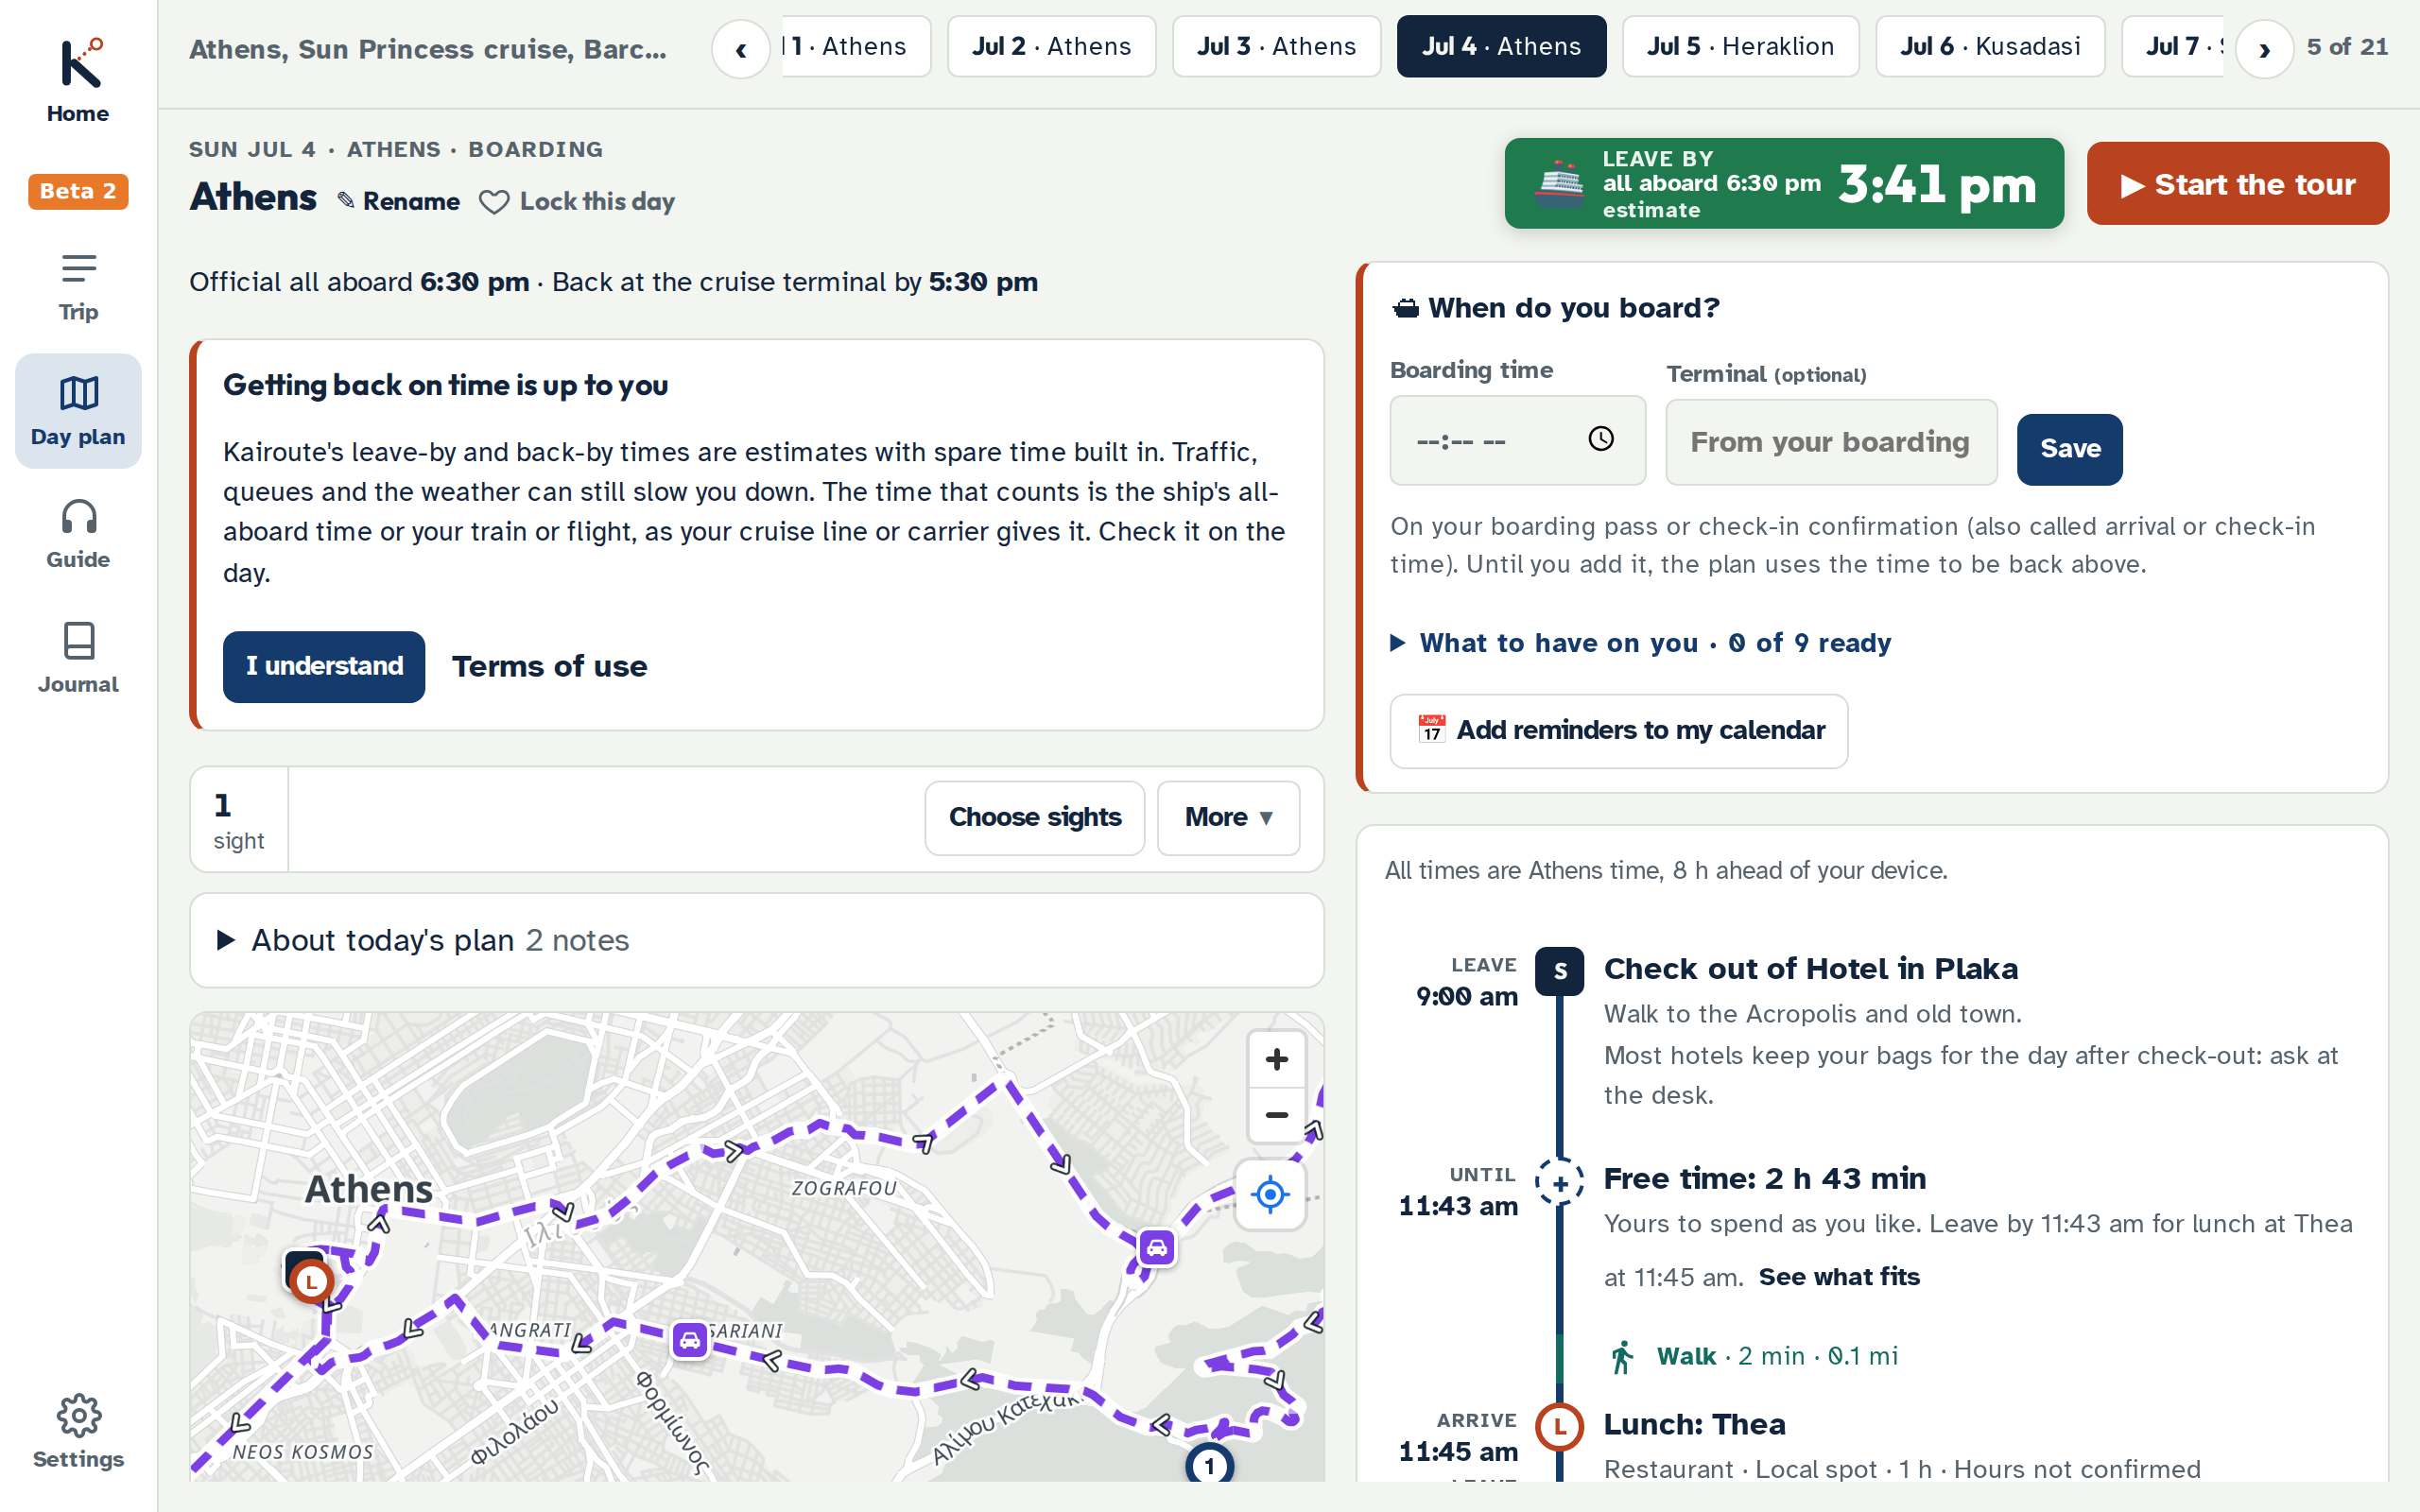 Home
Beta 2
Trip
Day plan
Guide
Journal
Settings
Athens, Sun Princess cruise, Barc...
‹
1 · Athens
Jul 2 · Athens
Jul 3 · Athens
Jul 4 · Athens
Jul 5 · Heraklion
Jul 6 · Kusadasi
Jul 7 ·
›
5 of 21
SUN JUL 4 · ATHENS · BOARDING
Athens
✎ Rename
Lock this day
LEAVE BY
all aboard 6:30 pm
estimate
3:41 pm
▶ Start the tour
Official all aboard 6:30 pm · Back at the cruise terminal by 5:30 pm
Getting back on time is up to you
Kairoute's leave-by and back-by times are estimates with spare time built in. Traffic,
queues and the weather can still slow you down. The time that counts is the ship's all-
aboard time or your train or flight, as your cruise line or carrier gives it. Check it on the
day.
I understand
Terms of use
1
sight
Choose sights
More ▾
▶ About today's plan 2 notes
Athens
ZOGRAFOU
ANGRATI
SARIANI
NEOS KOSMOS
Φιλολάου
Φορμίωνος
Αλίμου Κατεχάκ
L
1
+
−
When do you board?
Boarding time
Terminal (optional)
--:-- --
From your boarding
Save
On your boarding pass or check-in confirmation (also called arrival or check-in
time). Until you add it, the plan uses the time to be back above.
▶ What to have on you · 0 of 9 ready
📅 Add reminders to my calendar
All times are Athens time, 8 h ahead of your device.
LEAVE
9:00 am
S
Check out of Hotel in Plaka
Walk to the Acropolis and old town.
Most hotels keep your bags for the day after check-out: ask at
the desk.
UNTIL
11:43 am
+
Free time: 2 h 43 min
Yours to spend as you like. Leave by 11:43 am for lunch at Thea
at 11:45 am. See what fits
Walk · 2 min · 0.1 mi
ARRIVE
11:45 am
L
Lunch: Thea
Restaurant · Local spot · 1 h · Hours not confirmed